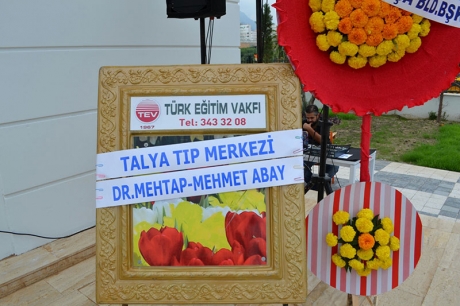 A BLD.BŞK
TEV
1967
TÜRK EĞİTİM VAKFI
Tel: 343 32 08
TALYA TIP MERKEZİ
DR.MEHTAP-MEHMET ABAY